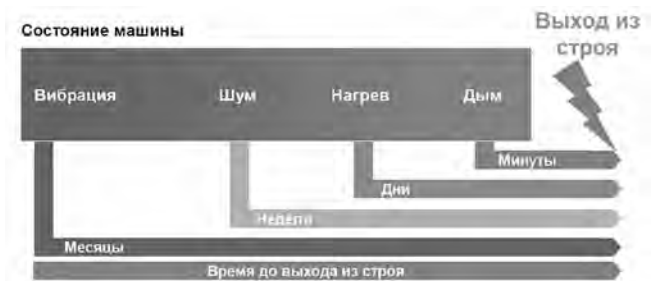 Выход из
строя
Состояние машины
Вибрация Шум Нагрев Дым
Минуты
Дни
Недели
Месяцы
Время до выхода из строя